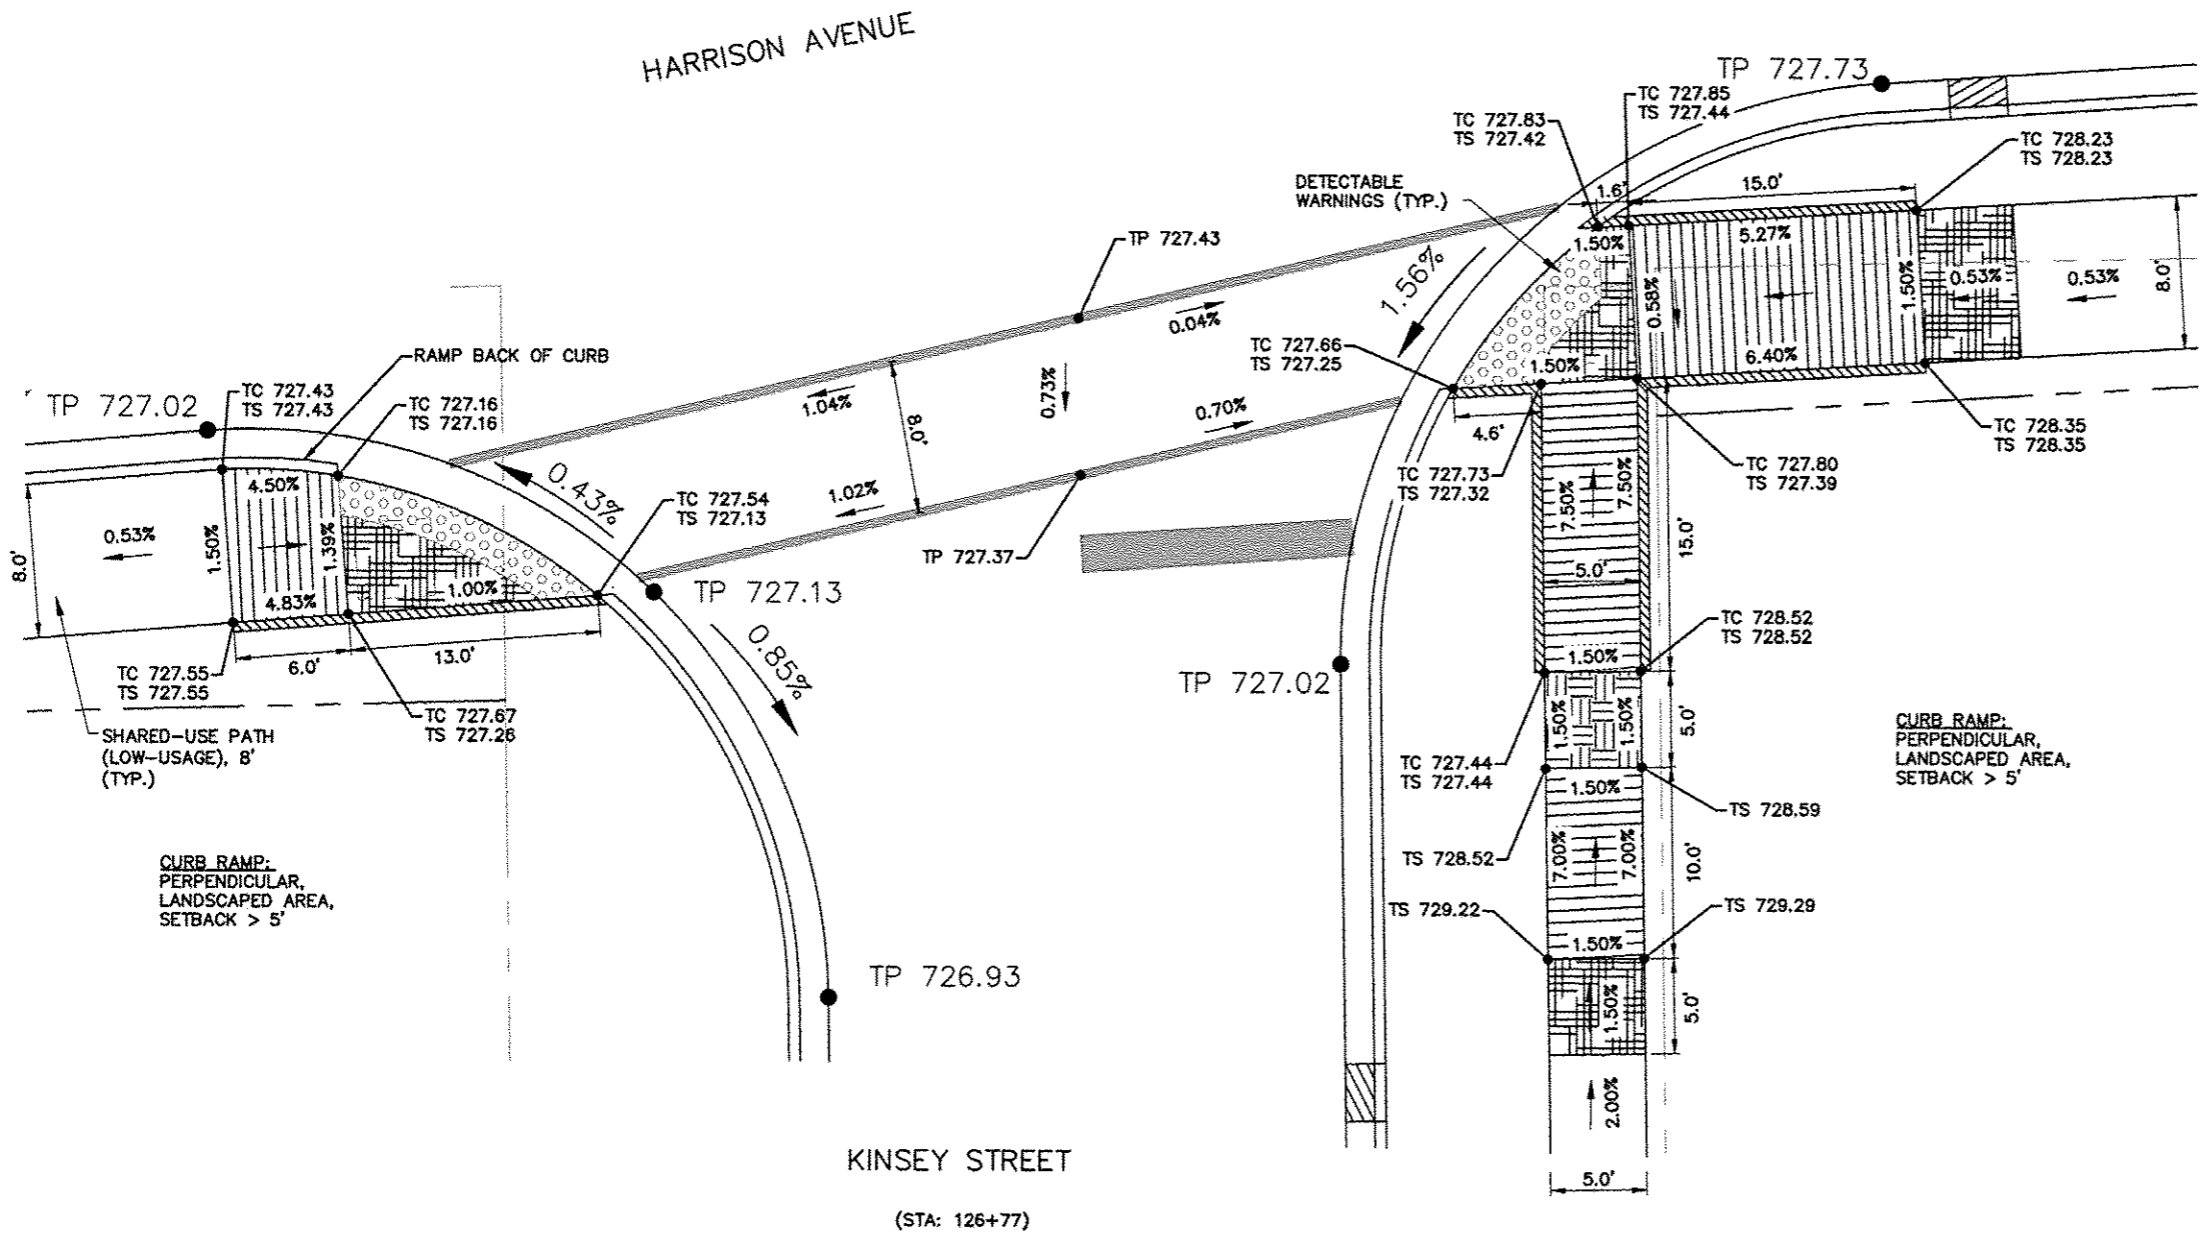 HARRISON AVENUE
TP 727.73
TC 727.85
TS 727.44
TC 727.83
TS 727.42
TC 728.23
TS 728.23
DETECTABLE
WARNINGS (TYP.)
1.6'
15.0'
1.50%
5.27%
1.56%
0.58%
1.50%
0.53%
0.53%
8.0'
6.40%
1.50%
TP 727.43
0.04%
0.73%
1.04%
8.0'
0.70%
1.02%
TP 727.37
TC 727.66
TS 727.25
4.6'
TC 727.73
TS 727.32
TC 728.35
TS 728.35
TC 727.80
TS 727.39
RAMP BACK OF CURB
TP 727.02
TC 727.43
TS 727.43
TC 727.16
TS 727.16
0.43%
4.50%
0.53%
1.50%
1.39%
8.0'
4.83%
1.00%
TC 727.54
TS 727.13
TP 727.13
0.85%
6.0'
13.0'
TC 727.55
TS 727.55
TC 727.67
TS 727.26
SHARED-USE PATH
(LOW-USAGE), 8'
(TYP.)
CURB RAMP:
PERPENDICULAR,
LANDSCAPED AREA,
SETBACK > 5'
TP 726.93
TP 727.02
7.50%
7.50%
15.0'
5.0'
1.50%
TC 728.52
TS 728.52
1.50%
1.50%
5.0'
TC 727.44
TS 727.44
1.50%
TS 728.59
TS 728.52
7.00%
7.00%
10.0'
TS 729.22
TS 729.29
1.50%
1.50%
5.0'
2.00%
5.0'
CURB RAMP:
PERPENDICULAR,
LANDSCAPED AREA,
SETBACK > 5'
KINSEY STREET
(STA: 126+77)